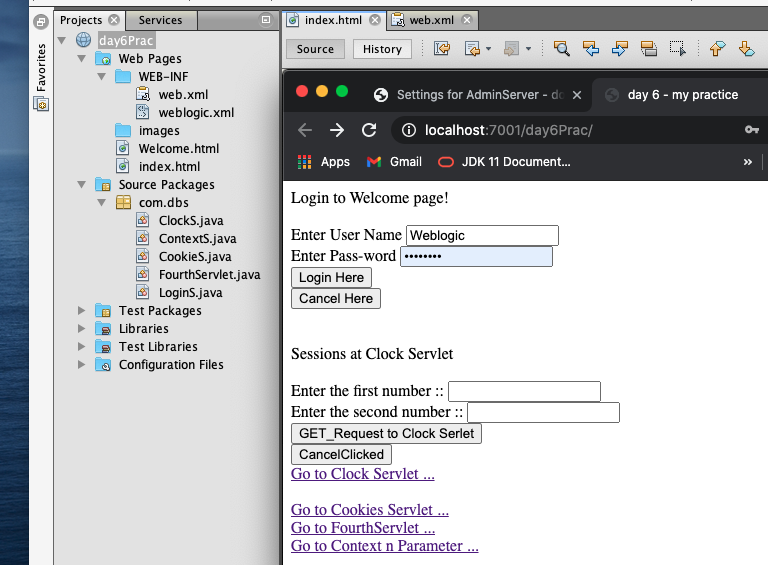 Favorites
Projects
Services
day6Prac
Web Pages
WEB-INF
web.xml
weblogic.xml
images
Welcome.html
index.html
Source Packages
com.dbs
ClockS.java
ContextS.java
CookieS.java
FourthServlet.java
LoginS.java
Test Packages
Libraries
Test Libraries
Configuration Files
index.html
web.xml
Source
History
Settings for AdminServer - do
day 6 - my practice
localhost:7001/day6Prac/
Apps
Gmail
JDK 11 Document...
»
Login to Welcome page!
Enter User Name Weblogic
Enter Pass-word ••••••••
Login Here
Cancel Here
Sessions at Clock Servlet
Enter the first number ::
Enter the second number ::
GET_Request to Clock Serlet
CancelClicked
Go to Clock Servlet ...
Go to Cookies Servlet ...
Go to FourthServlet ...
Go to Context n Parameter ...